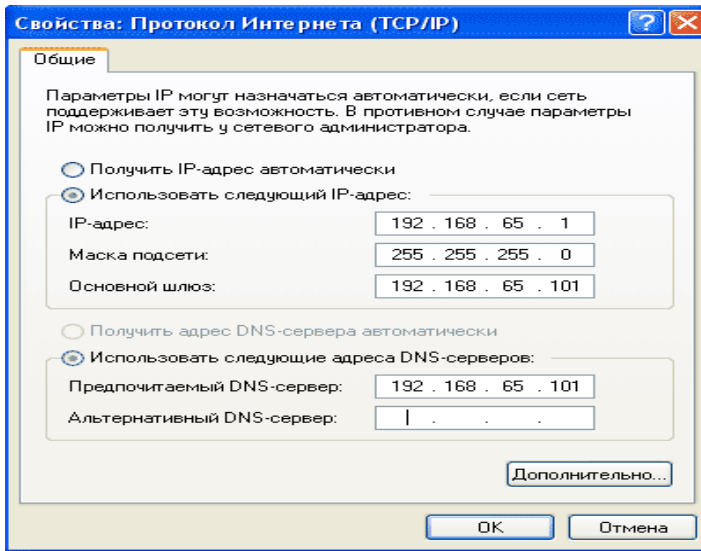 Свойства: Протокол Интернета (TCP/IP)
Общие
Параметры IP могут назначаться автоматически, если сеть
поддерживает эту возможность. В противном случае параметры
IP можно получить у сетевого администратора.
Получить IP-адрес автоматически
Использовать следующий IP-адрес:
IP-адрес: 192 . 168 . 65 . 1
Маска подсети: 255 . 255 . 255 . 0
Основной шлюз: 192 . 168 . 65 . 101
Получить адрес DNS-сервера автоматически
Использовать следующие адреса DNS-серверов:
Предпочитаемый DNS-сервер: 192 . 168 . 65 . 101
Альтернативный DNS-сервер: . . .
Дополнительно...
OK Отмена